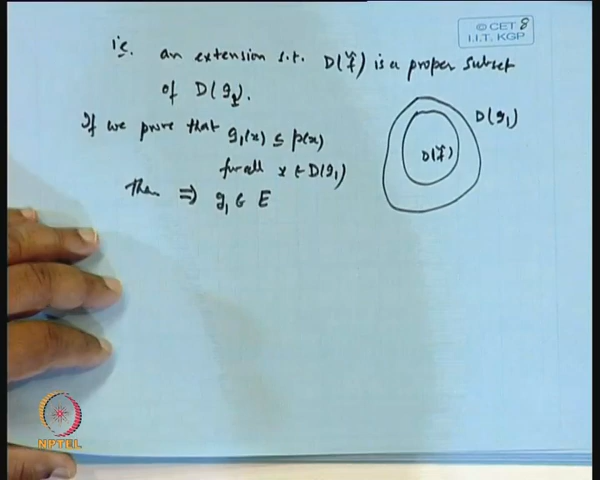 © CET 8
I.I.T. KGP
i.e. an extension s.t. D(f̃) is a proper subset
of D(g₁).
If we prove that g₁(x) ≤ p(x)
for all x ∈ D(g₁)
then ⇒ g₁ ∈ E
D(g₁)
D(f̃)
NPTEL